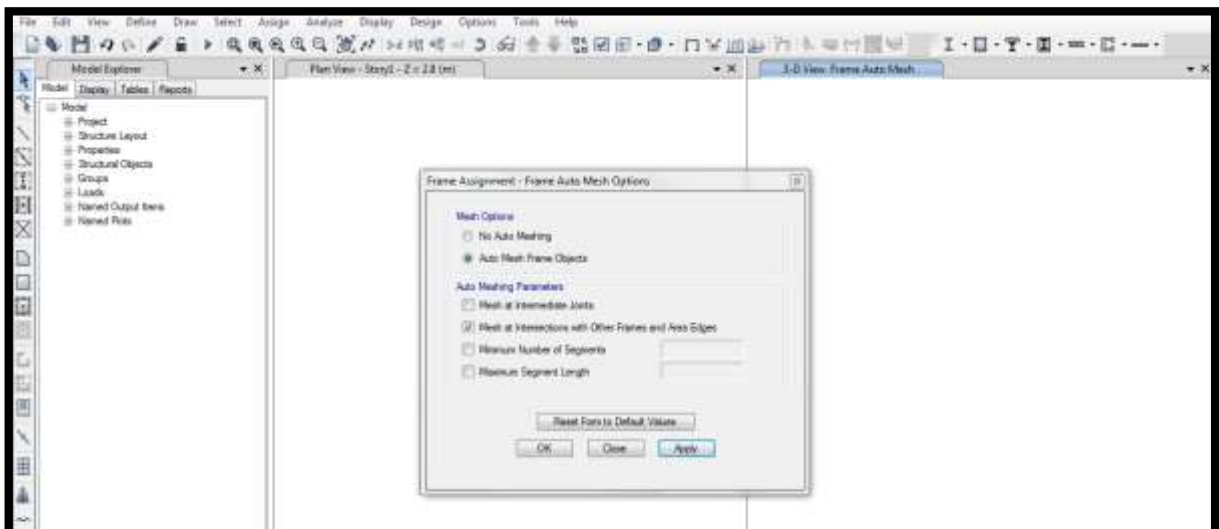 File Edit View Define Draw Select Assign Analyze Display Design Options Tools Help
Model Explorer
Plan View - Story1 - Z = 2.8 (m)
3-D View Frame Auto Mesh
Model Display Tables Reports
Model
Project
Structure Layout
Properties
Structural Objects
Groups
Loads
Named Output Items
Named Plots
Frame Assignment - Frame Auto Mesh Options
Mesh Options
No Auto Meshing
Auto Mesh Frame Objects
Auto Meshing Parameters
Mesh at Intermediate Joints
Mesh at Intersections with Other Frames and Area Edges
Minimum Number of Segments
Maximum Segment Length
Reset Form to Default Values
OK Close Apply